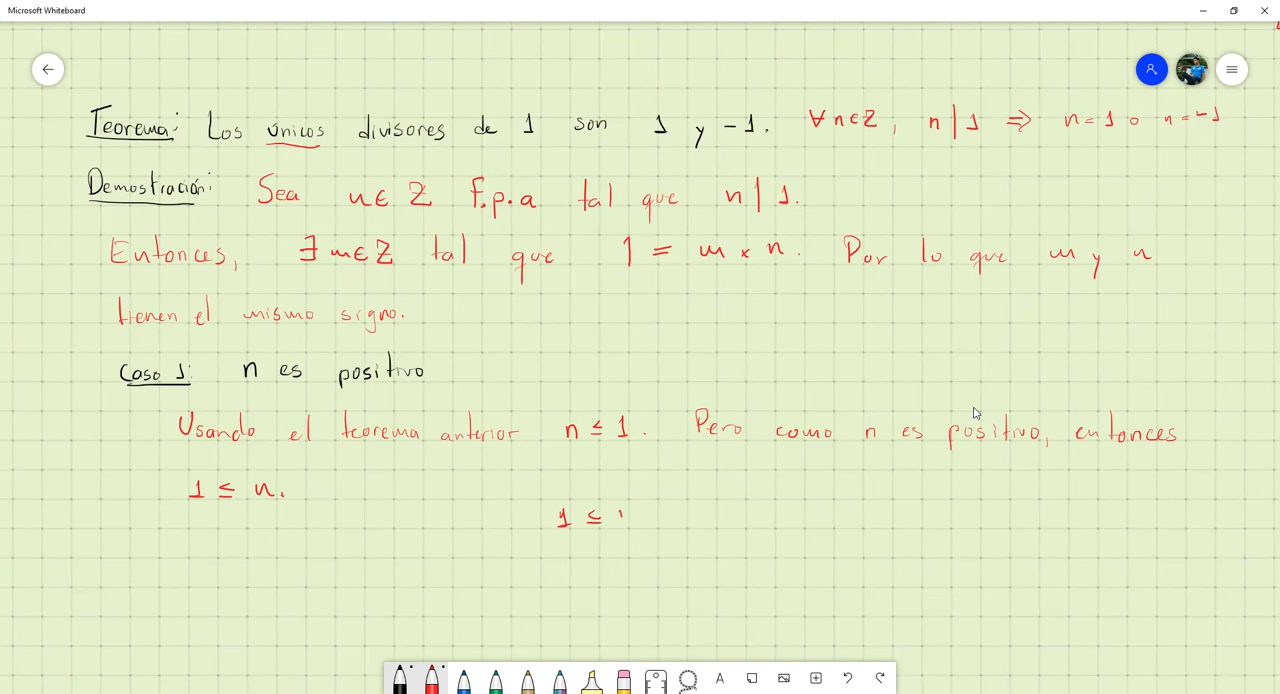 Microsoft Whiteboard
Teorema: Los únicos divisores de 1 son 1 y -1. ∀n∈Z, n | 1 ⇒ n=1 o n=-1
Demostración: Sea n∈Z f.p.a tal que n | 1.
Entonces, ∃m∈Z tal que 1 = m × n. Por lo que m y n
tienen el mismo signo.
Caso 1: n es positivo
Usando el teorema anterior n ≤ 1. Pero como n es positivo, entonces
1 ≤ n.
1 ≤
A